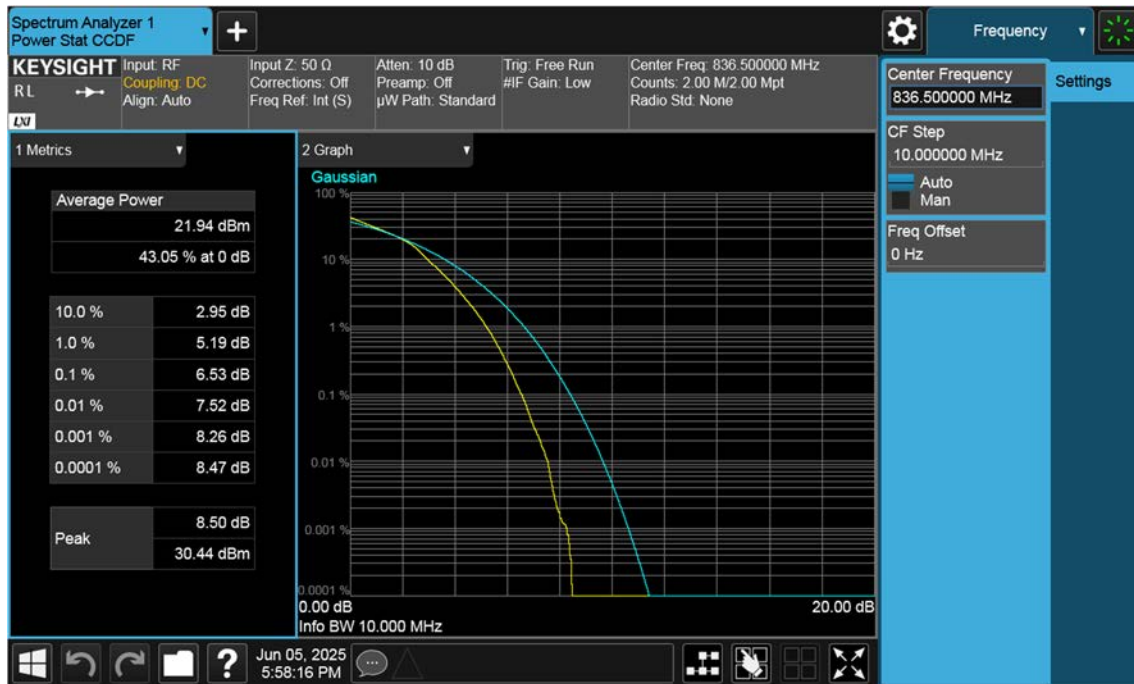 Spectrum Analyzer 1
Power Stat CCDF
+
Frequency
KEYSIGHT
RL
LXI
Input: RF
Coupling: DC
Align: Auto
Input Z: 50 Ω
Corrections: Off
Freq Ref: Int (S)
Atten: 10 dB
Preamp: Off
µW Path: Standard
Trig: Free Run
#IF Gain: Low
Center Freq: 836.500000 MHz
Counts: 2.00 M/2.00 Mpt
Radio Std: None
Center Frequency
836.500000 MHz
Settings
CF Step
10.000000 MHz
Auto
Man
Freq Offset
0 Hz
1 Metrics
Average Power
21.94 dBm
43.05 % at 0 dB
10.0 % 2.95 dB
1.0 % 5.19 dB
0.1 % 6.53 dB
0.01 % 7.52 dB
0.001 % 8.26 dB
0.0001 % 8.47 dB
Peak
8.50 dB
30.44 dBm
2 Graph
Gaussian
100 %
10 %
1 %
0.1 %
0.01 %
0.001 %
0.0001 %
0.00 dB 20.00 dB
Info BW 10.000 MHz
?
Jun 05, 2025
5:58:16 PM